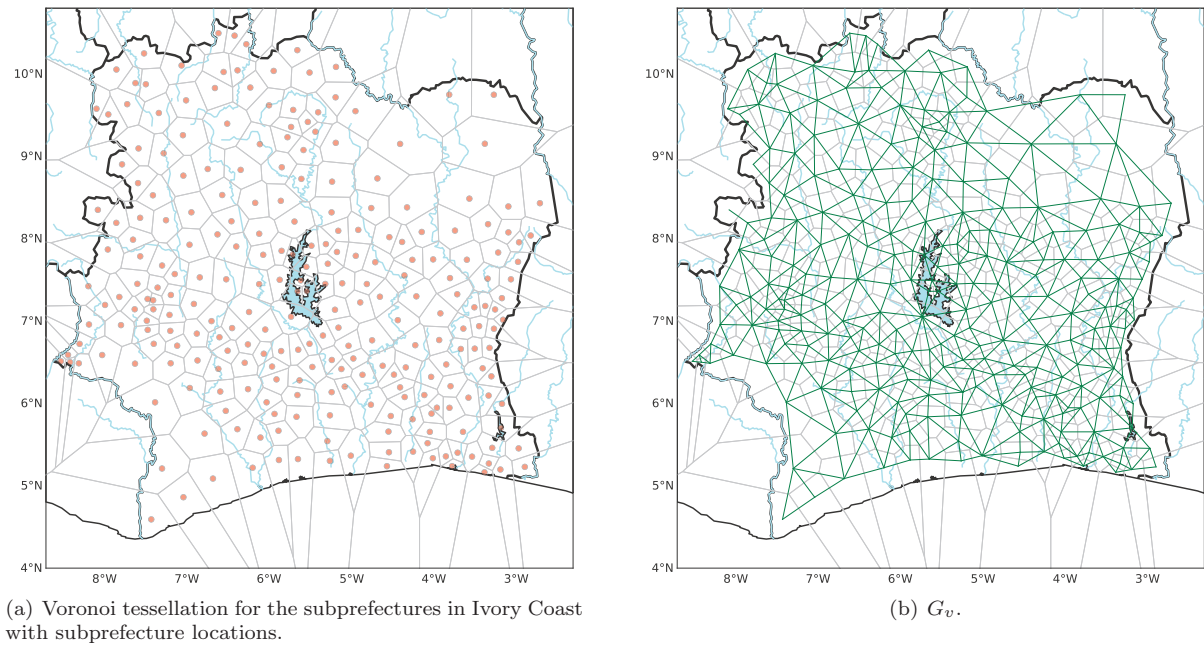 10°N
9°N
8°N
7°N
6°N
5°N
4°N
8°W 7°W 6°W 5°W 4°W 3°W
(a) Voronoi tessellation for the subprefectures in Ivory Coast
with subprefecture locations.
10°N
9°N
8°N
7°N
6°N
5°N
4°N
8°W 7°W 6°W 5°W 4°W 3°W
(b) G_v.